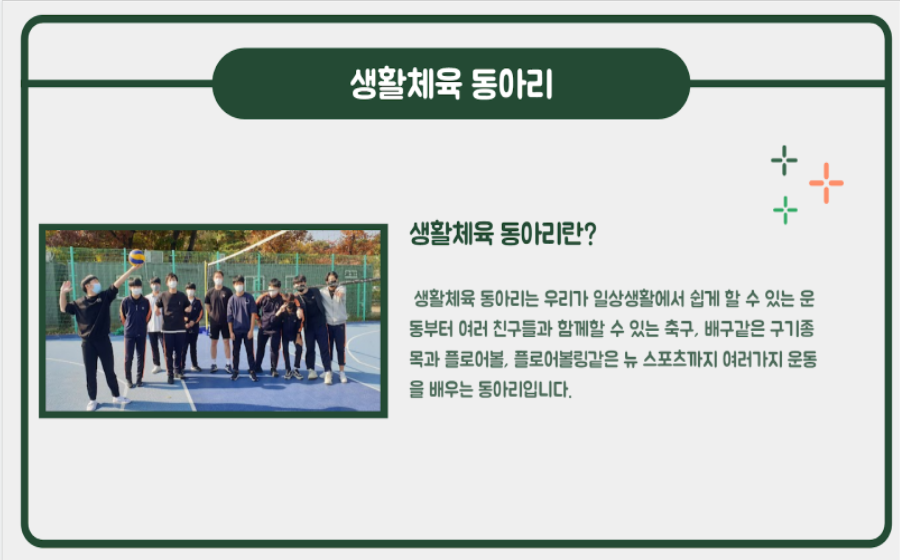 생활체육 동아리
생활체육 동아리란?
생활체육 동아리는 우리가 일상생활에서 쉽게 할 수 있는 운
동부터 여러 친구들과 함께할 수 있는 축구, 배구같은 구기종
목과 플로어볼, 플로어볼링같은 뉴 스포츠까지 여러가지 운동
을 배우는 동아리입니다.